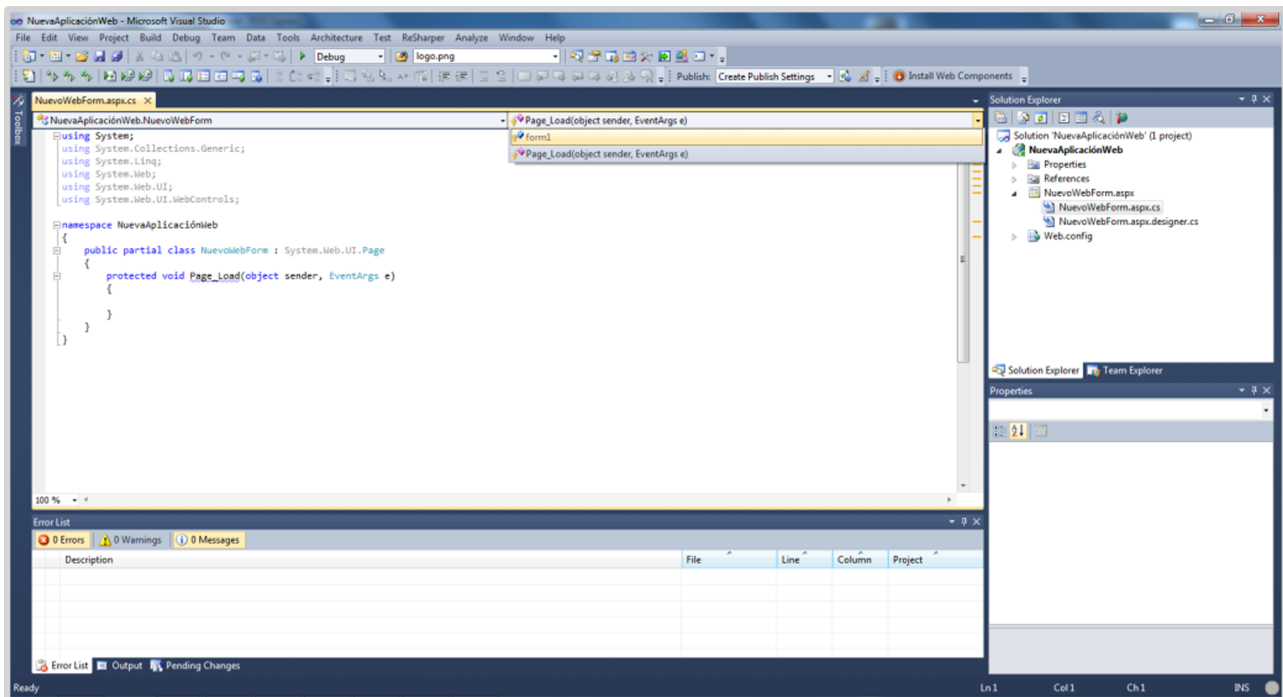 NuevaAplicaciónWeb - Microsoft Visual Studio
File Edit View Project Build Debug Team Data Tools Architecture Test ReSharper Analyze Window Help
Debug logo.png
Publish: Create Publish Settings Install Web Components
Toolbox
NuevoWebForm.aspx.cs
NuevaAplicaciónWeb.NuevoWebForm
Page_Load(object sender, EventArgs e)
form1
Page_Load(object sender, EventArgs e)
using System;
using System.Collections.Generic;
using System.Linq;
using System.Web;
using System.Web.UI;
using System.Web.UI.WebControls;
namespace NuevaAplicaciónWeb
{
public partial class NuevoWebForm : System.Web.UI.Page
{
protected void Page_Load(object sender, EventArgs e)
{
}
}
}
100 %
Solution Explorer
Solution 'NuevaAplicaciónWeb' (1 project)
NuevaAplicaciónWeb
Properties
References
NuevoWebForm.aspx
NuevoWebForm.aspx.cs
NuevoWebForm.aspx.designer.cs
Web.config
Solution Explorer Team Explorer
Properties
Error List
0 Errors 0 Warnings 0 Messages
Description File Line Column Project
Error List Output Pending Changes
Ready Ln 1 Col 1 Ch 1 INS